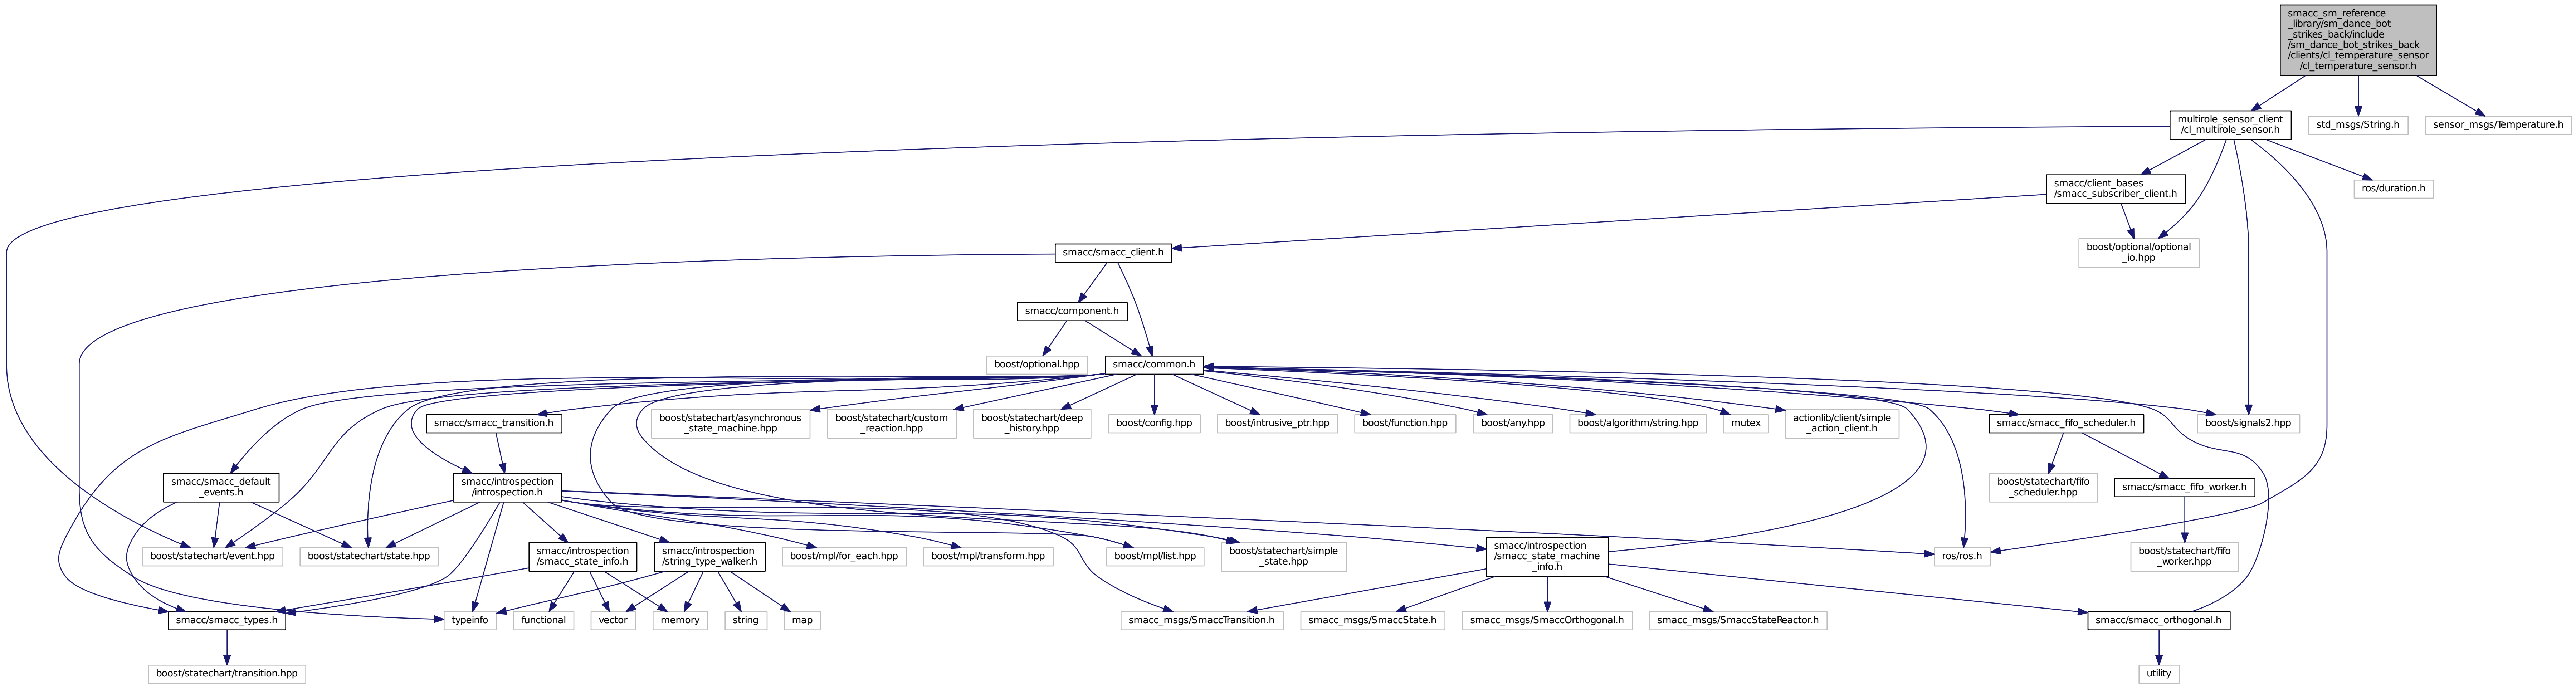 smacc_sm_reference
_library/sm_dance_bot
_strikes_back/include
/sm_dance_bot_strikes_back
/clients/cl_temperature_sensor
/cl_temperature_sensor.h
multirole_sensor_client
/cl_multirole_sensor.h
std_msgs/String.h
sensor_msgs/Temperature.h
smacc/client_bases
/smacc_subscriber_client.h
ros/duration.h
smacc/smacc_client.h
boost/optional/optional
_io.hpp
smacc/component.h
boost/optional.hpp
smacc/common.h
smacc/smacc_transition.h
boost/statechart/asynchronous
_state_machine.hpp
boost/statechart/custom
_reaction.hpp
boost/statechart/deep
_history.hpp
boost/config.hpp
boost/intrusive_ptr.hpp
boost/function.hpp
boost/any.hpp
boost/algorithm/string.hpp
mutex
actionlib/client/simple
_action_client.h
smacc/smacc_fifo_scheduler.h
boost/signals2.hpp
smacc/smacc_default
_events.h
smacc/introspection
/introspection.h
boost/statechart/fifo
_scheduler.hpp
smacc/smacc_fifo_worker.h
boost/statechart/event.hpp
boost/statechart/state.hpp
smacc/introspection
/smacc_state_info.h
smacc/introspection
/string_type_walker.h
boost/mpl/for_each.hpp
boost/mpl/transform.hpp
boost/mpl/list.hpp
boost/statechart/simple
_state.hpp
smacc/introspection
/smacc_state_machine
_info.h
ros/ros.h
boost/statechart/fifo
_worker.hpp
smacc/smacc_types.h
typeinfo
functional
vector
memory
string
map
smacc_msgs/SmaccTransition.h
smacc_msgs/SmaccState.h
smacc_msgs/SmaccOrthogonal.h
smacc_msgs/SmaccStateReactor.h
smacc/smacc_orthogonal.h
boost/statechart/transition.hpp
utility